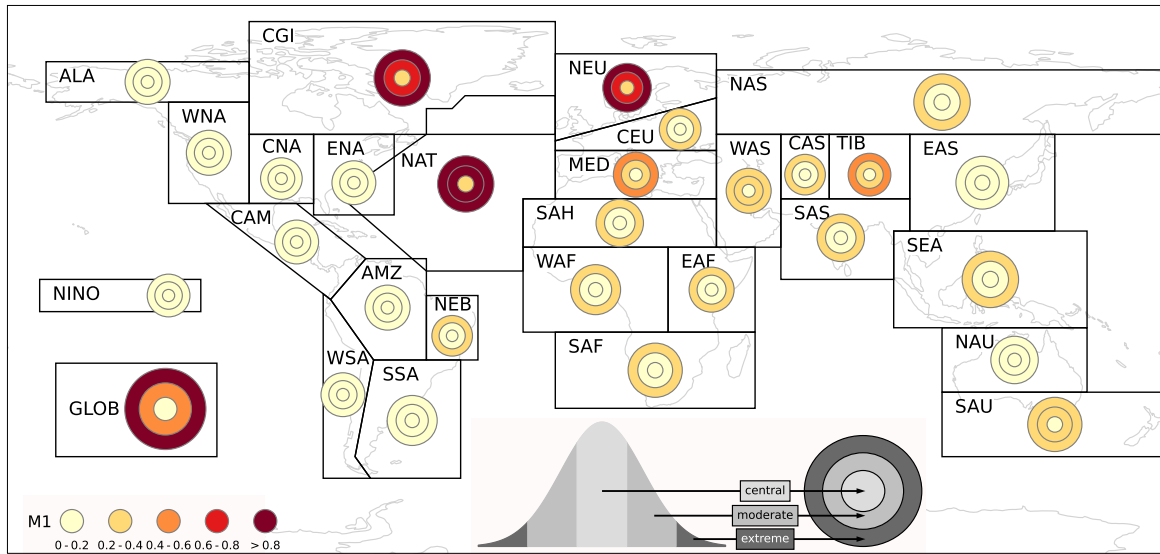 CGI
ALA
NEU
NAS
WNA
CNA
ENA
NAT
CEU
MED
WAS
CAS
TIB
EAS
CAM
SAH
SAS
AMZ
WAF
EAF
SEA
NINO
NEB
WSA
SSA
SAF
NAU
GLOB
SAU
central
moderate
extreme
M1
0 - 0.2
0.2 - 0.4
0.4 - 0.6
0.6 - 0.8
> 0.8